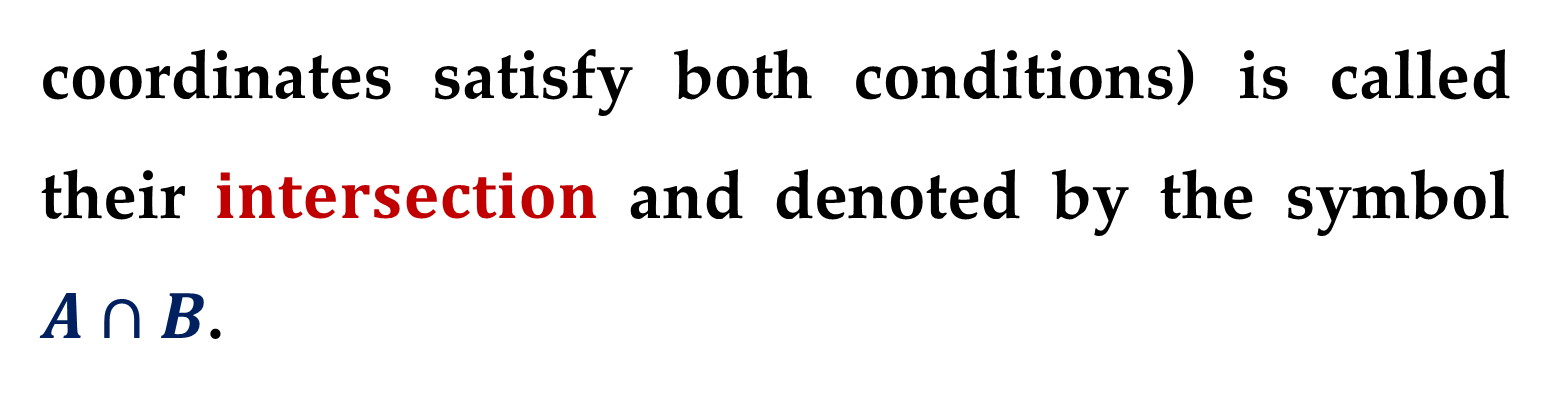 coordinates satisfy both conditions) is called
their intersection and denoted by the symbol
A ∩ B.